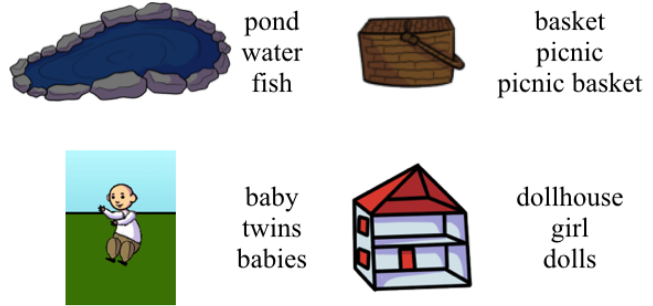 pond
water
fish
basket
picnic
picnic basket
baby
twins
babies
dollhouse
girl
dolls